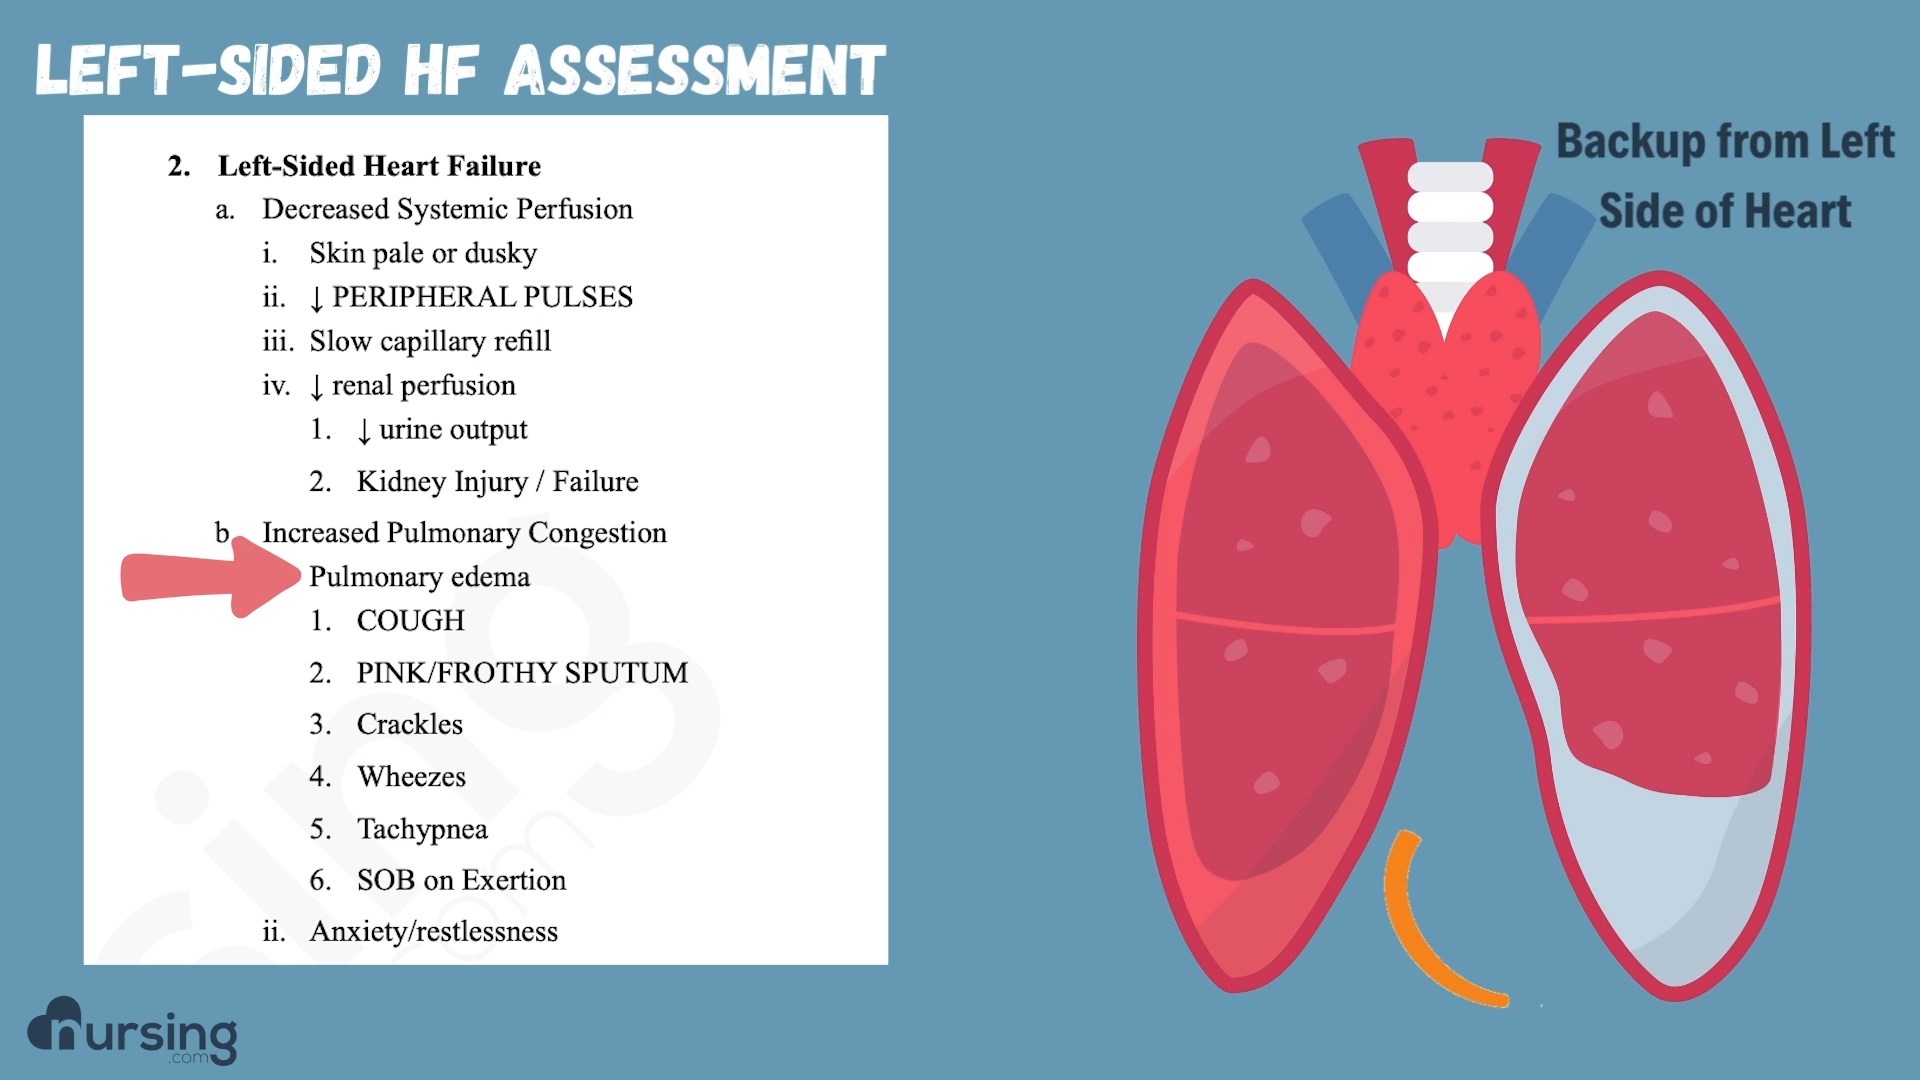 LEFT-SIDED HF ASSESSMENT
2. Left-Sided Heart Failure
a. Decreased Systemic Perfusion
i. Skin pale or dusky
ii. ↓ PERIPHERAL PULSES
iii. Slow capillary refill
iv. ↓ renal perfusion
1. ↓ urine output
2. Kidney Injury / Failure
b Increased Pulmonary Congestion
Pulmonary edema
1. COUGH
2. PINK/FROTHY SPUTUM
3. Crackles
4. Wheezes
5. Tachypnea
6. SOB on Exertion
ii. Anxiety/restlessness
Backup from Left
Side of Heart
nursing
.com